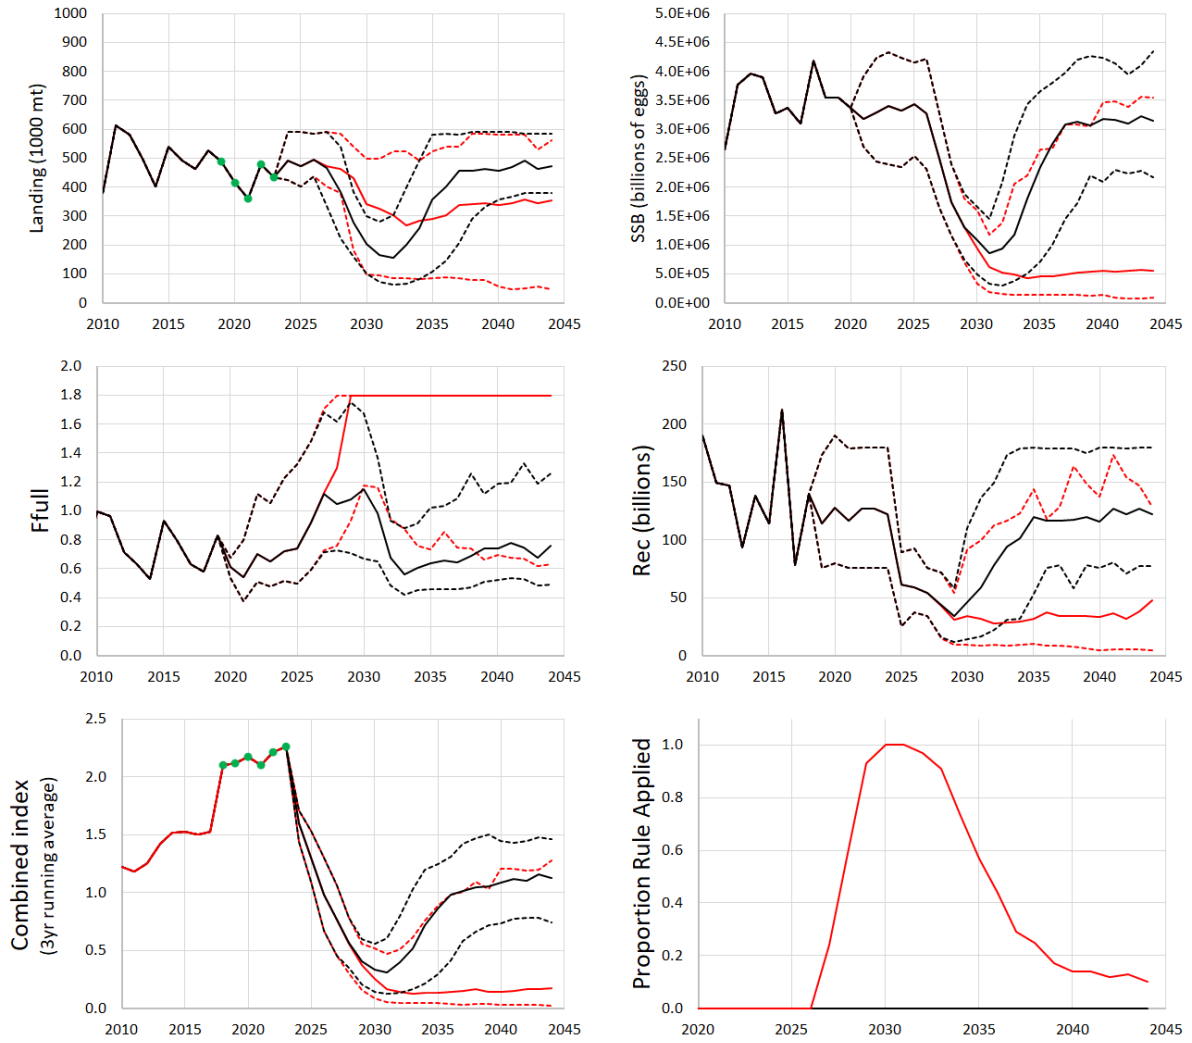 Landing (1000 mt)
1000
900
800
700
600
500
400
300
200
100
0
2010 2015 2020 2025 2030 2035 2040 2045
SSB (billions of eggs)
5.0E+06
4.5E+06
4.0E+06
3.5E+06
3.0E+06
2.5E+06
2.0E+06
1.5E+06
1.0E+06
5.0E+05
0.0E+00
2010 2015 2020 2025 2030 2035 2040 2045
Ffull
2.0
1.8
1.6
1.4
1.2
1.0
0.8
0.6
0.4
0.2
0.0
2010 2015 2020 2025 2030 2035 2040 2045
Rec (billions)
250
200
150
100
50
0
2010 2015 2020 2025 2030 2035 2040 2045
Combined index
(3yr running average)
2.5
2.0
1.5
1.0
0.5
0.0
2010 2015 2020 2025 2030 2035 2040 2045
Proportion Rule Applied
1.0
0.8
0.6
0.4
0.2
0.0
2020 2025 2030 2035 2040 2045